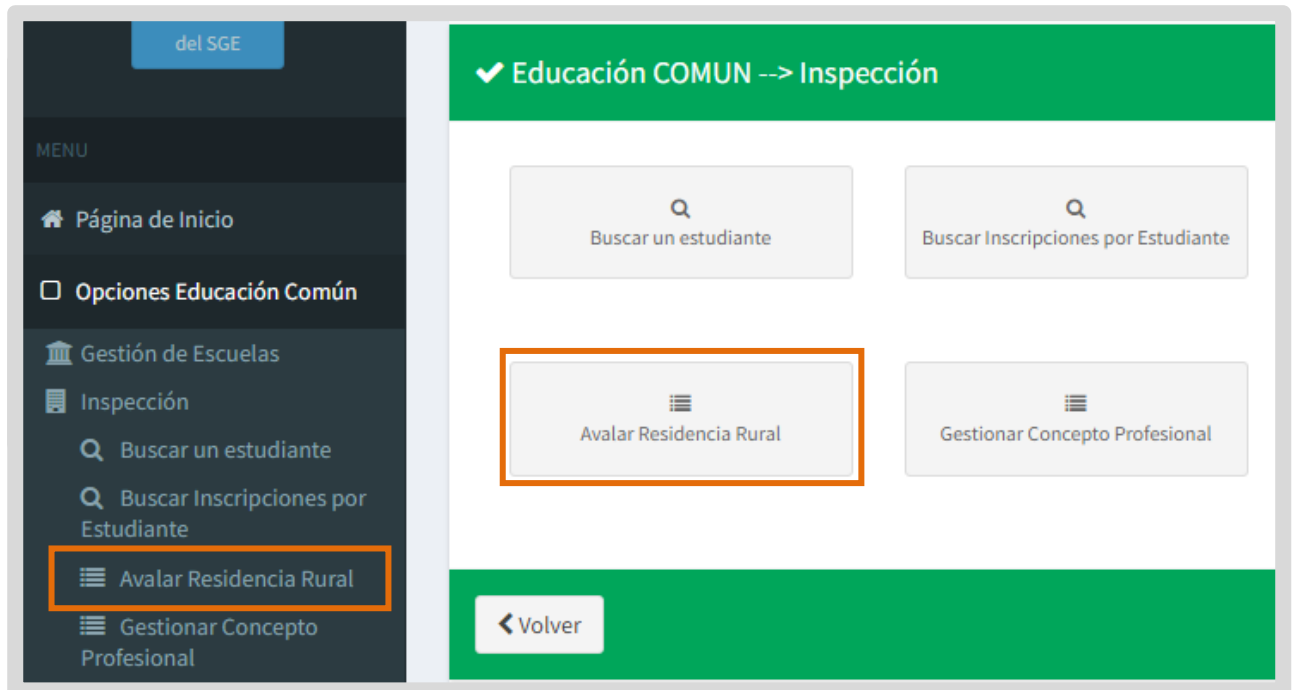 del SGE
MENU
Página de Inicio
Opciones Educación Común
Gestión de Escuelas
Inspección
Buscar un estudiante
Buscar Inscripciones por
Estudiante
Avalar Residencia Rural
Gestionar Concepto
Profesional
Educación COMUN --> Inspección
Buscar un estudiante
Buscar Inscripciones por Estudiante
Avalar Residencia Rural
Gestionar Concepto Profesional
Volver